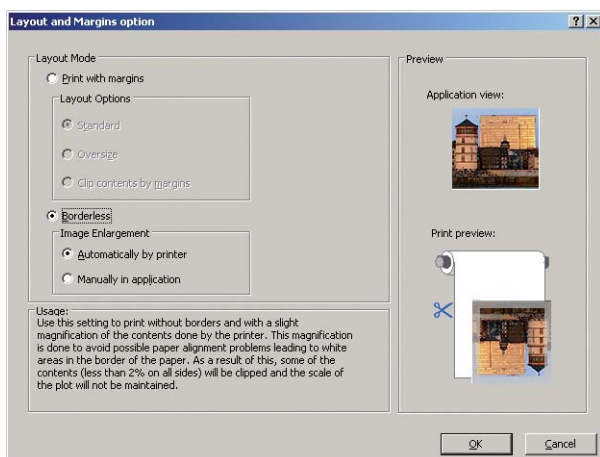 Layout and Margins option
Layout Mode
Print with margins
Layout Options
Standard
Oversize
Clip contents by margins
Borderless
Image Enlargement
Automatically by printer
Manually in application
Usage:
Use this setting to print without borders and with a slight
magnification of the contents done by the printer. This magnification
is done to avoid possible paper alignment problems leading to white
areas in the border of the paper. As a result of this, some of the
contents (less than 2% on all sides) will be clipped and the scale of
the plot will not be maintained.
Preview
Application view:
Print preview:
OK
Cancel